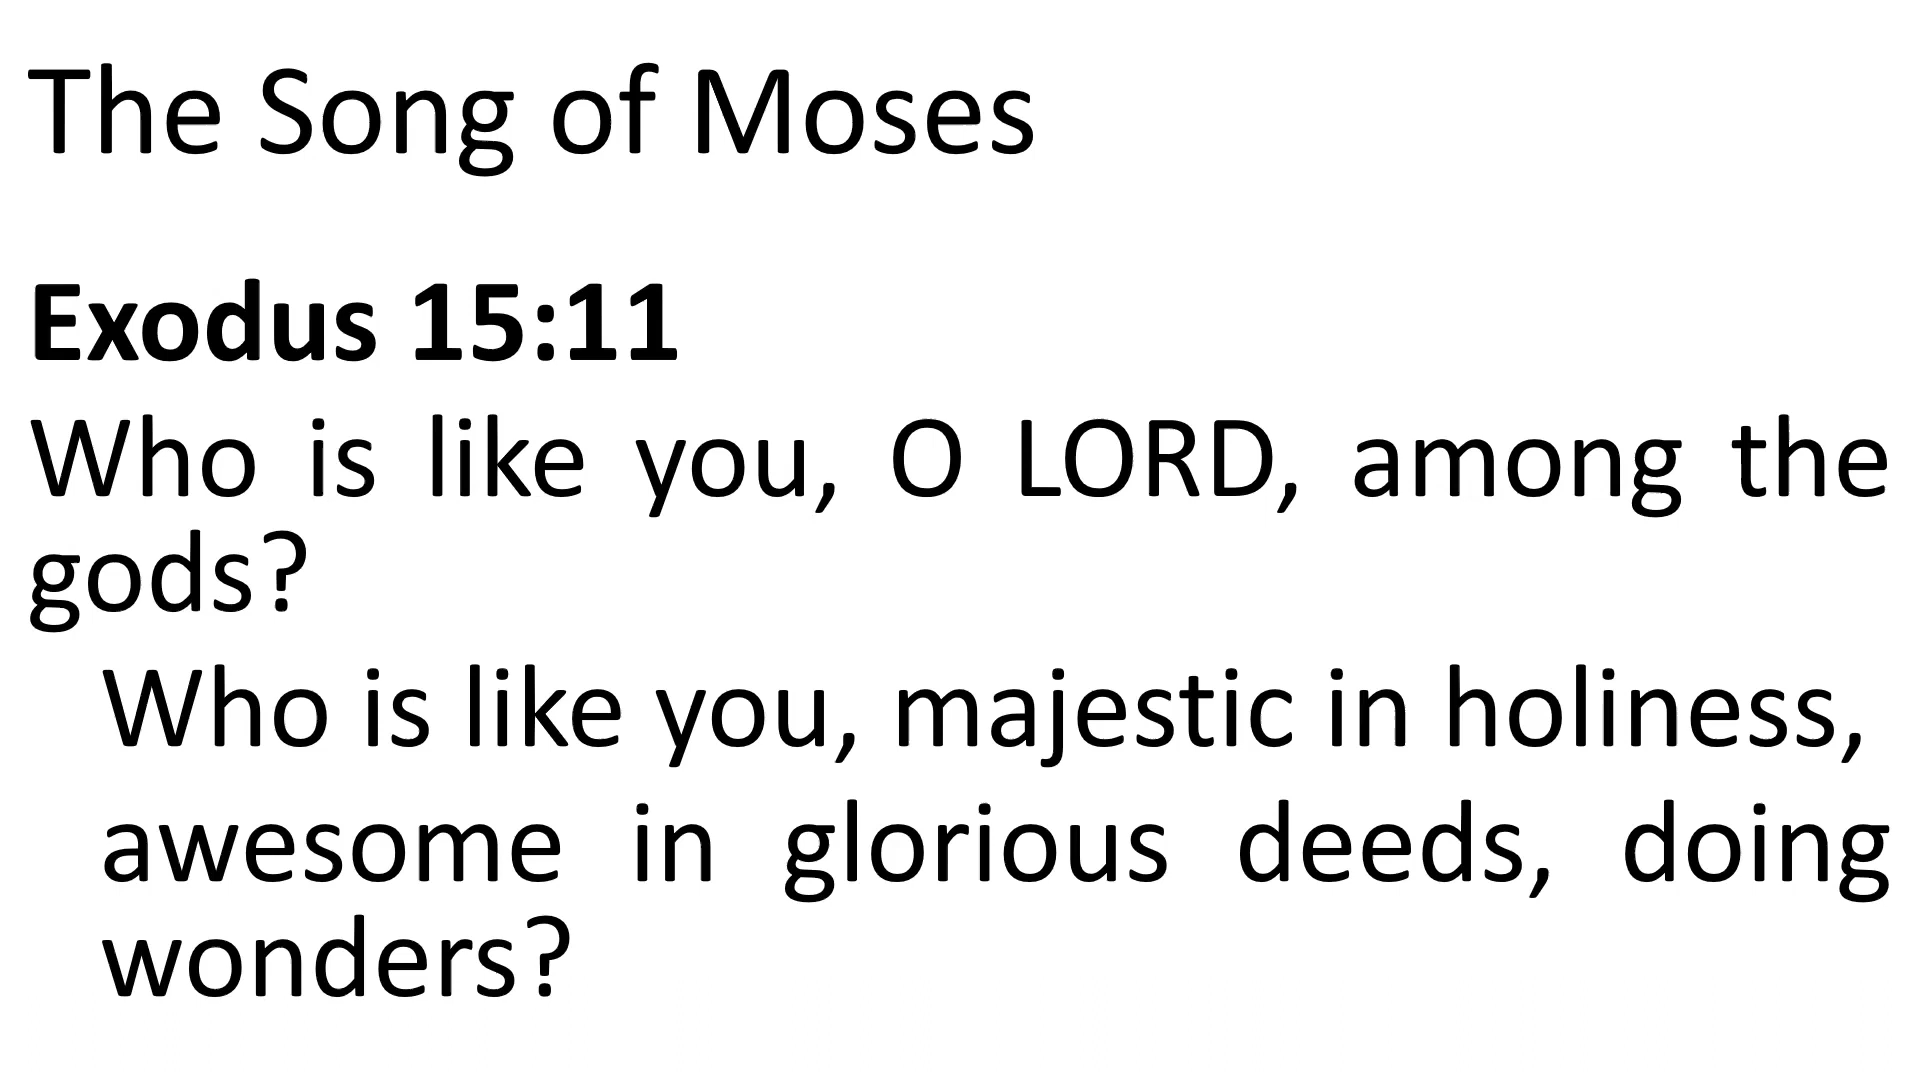 The Song of Moses
Exodus 15:11
Who is like you, O LORD, among the
gods?
Who is like you, majestic in holiness,
awesome in glorious deeds, doing
wonders?